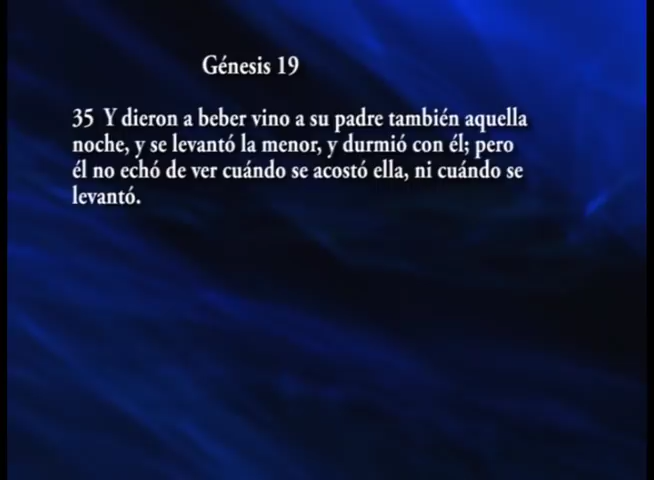 Génesis 19
35 Y dieron a beber vino a su padre también aquella
noche, y se levantó la menor, y durmió con él; pero
él no echó de ver cuándo se acostó ella, ni cuándo se
levantó.